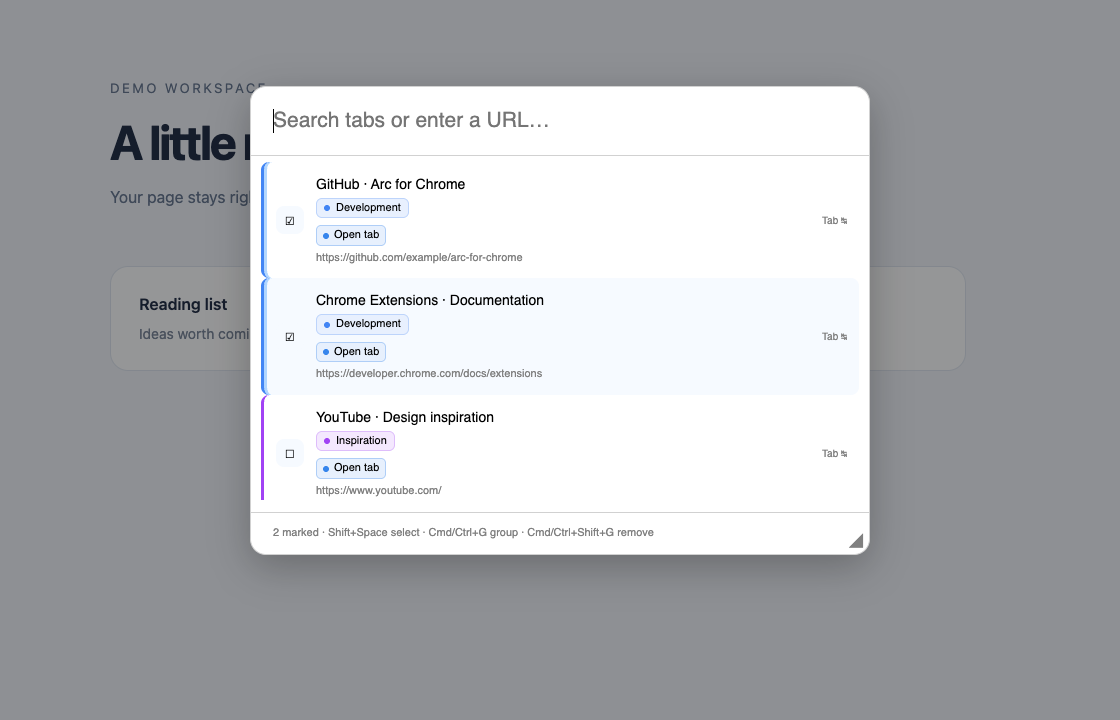 DEMO WORKSPACE
A little
Your page stays
Reading list
Ideas worth
Search tabs or enter a URL…
GitHub · Arc for Chrome
Development
Open tab
https://github.com/example/arc-for-chrome
Tab ↹
Chrome Extensions · Documentation
Development
Open tab
https://developer.chrome.com/docs/extensions
Tab ↹
YouTube · Design inspiration
Inspiration
Open tab
https://www.youtube.com/
Tab ↹
2 marked · Shift+Space select · Cmd/Ctrl+G group · Cmd/Ctrl+Shift+G remove